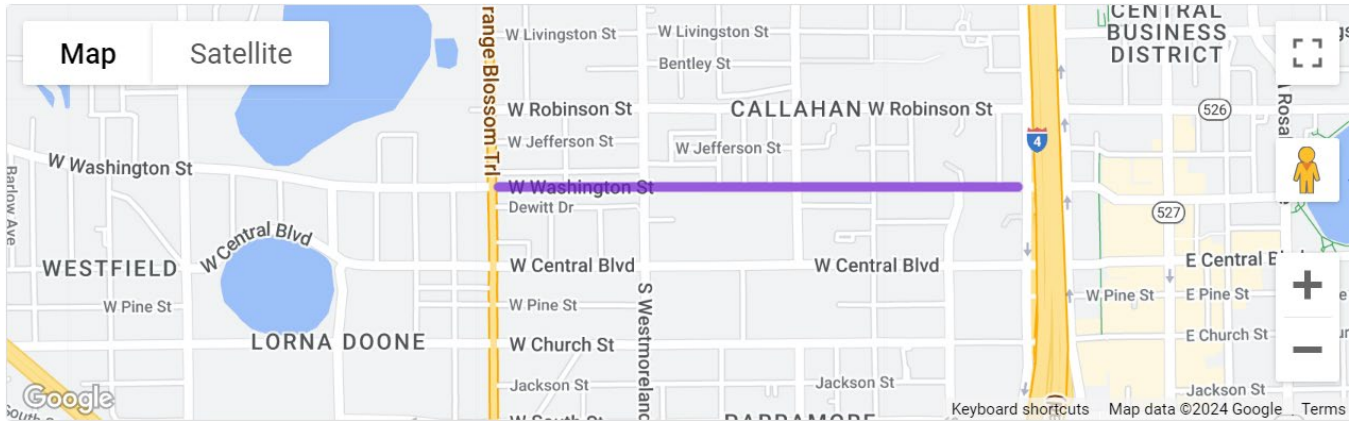 Map
Satellite
W Livingston St
W Livingston St
CENTRAL
BUSINESS
DISTRICT
Bentley St
W Robinson St
CALLAHAN
W Robinson St
526
range Blossom Trl
W Jefferson St
W Jefferson St
4
W Washington St
W Washington St
Barlow Ave
Dewitt Dr
527
W Central Blvd
WESTFIELD
W Central Blvd
W Central Blvd
E Central B
W Pine St
W Pine St
S Westmoreland
W Pine St
E Pine St
LORNA DOONE
W Church St
E Church St
Jackson St
Jackson St
Jackson St
Google
W South St
PARRAMORE
Keyboard shortcuts
Map data ©2024 Google
Terms